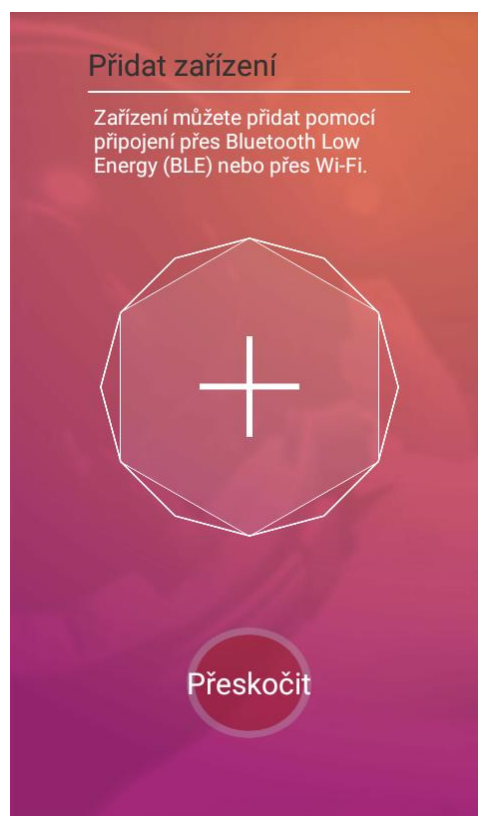 Přidat zařízení
Zařízení můžete přidat pomocí
připojení přes Bluetooth Low
Energy (BLE) nebo přes Wi-Fi.
Přeskočit